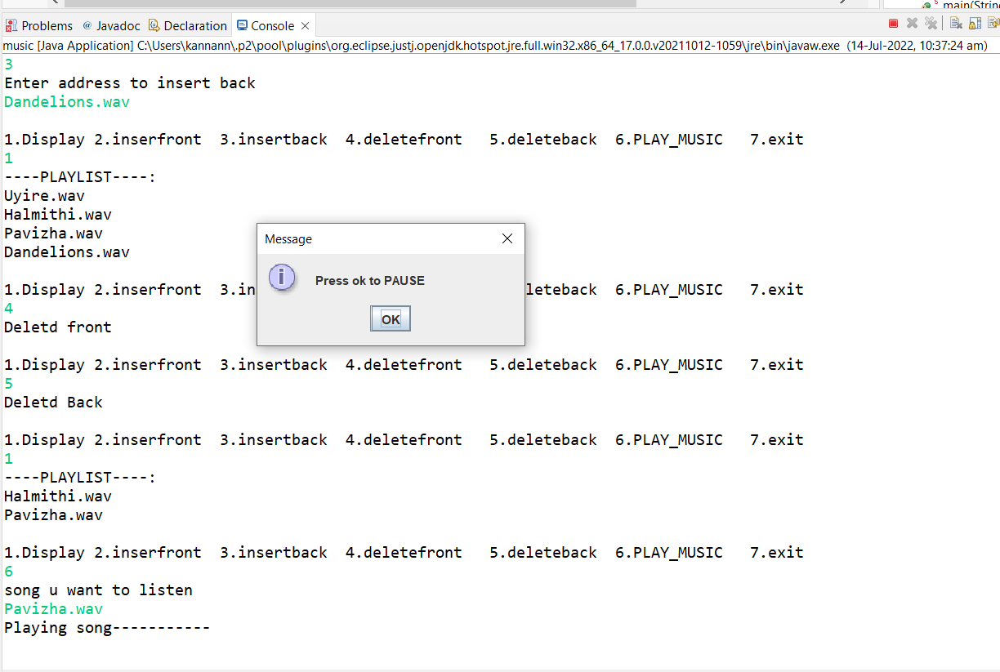 main(String
Problems @ Javadoc Declaration Console
music [Java Application] C:\Users\kannann\.p2\pool\plugins\org.eclipse.justj.openjdk.hotspot.jre.full.win32.x86_64_17.0.0.v20211012-1059\jre\bin\javaw.exe (14-Jul-2022, 10:37:24 am)
3
Enter address to insert back
Dandelions.wav
1.Display 2.inserfront 3.insertback 4.deletefront 5.deleteback 6.PLAY_MUSIC 7.exit
1
----PLAYLIST----:
Uyire.wav
Halmithi.wav
Pavizha.wav
Dandelions.wav
Message
Press ok to PAUSE
OK
1.Display 2.inserfront 3.in leteback 6.PLAY_MUSIC 7.exit
4
Deletd front
1.Display 2.inserfront 3.insertback 4.deletefront 5.deleteback 6.PLAY_MUSIC 7.exit
5
Deletd Back
1.Display 2.inserfront 3.insertback 4.deletefront 5.deleteback 6.PLAY_MUSIC 7.exit
1
----PLAYLIST----:
Halmithi.wav
Pavizha.wav
1.Display 2.inserfront 3.insertback 4.deletefront 5.deleteback 6.PLAY_MUSIC 7.exit
6
song u want to listen
Pavizha.wav
Playing song-----------